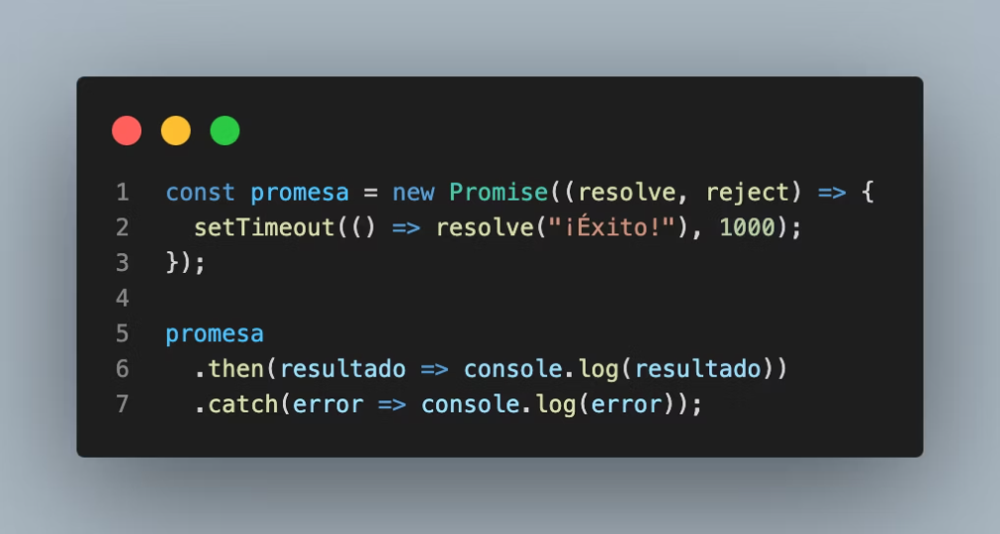 1 const promesa = new Promise((resolve, reject) => {
2   setTimeout(() => resolve("¡Éxito!"), 1000);
3 });
4
5 promesa
6   .then(resultado => console.log(resultado))
7   .catch(error => console.log(error));